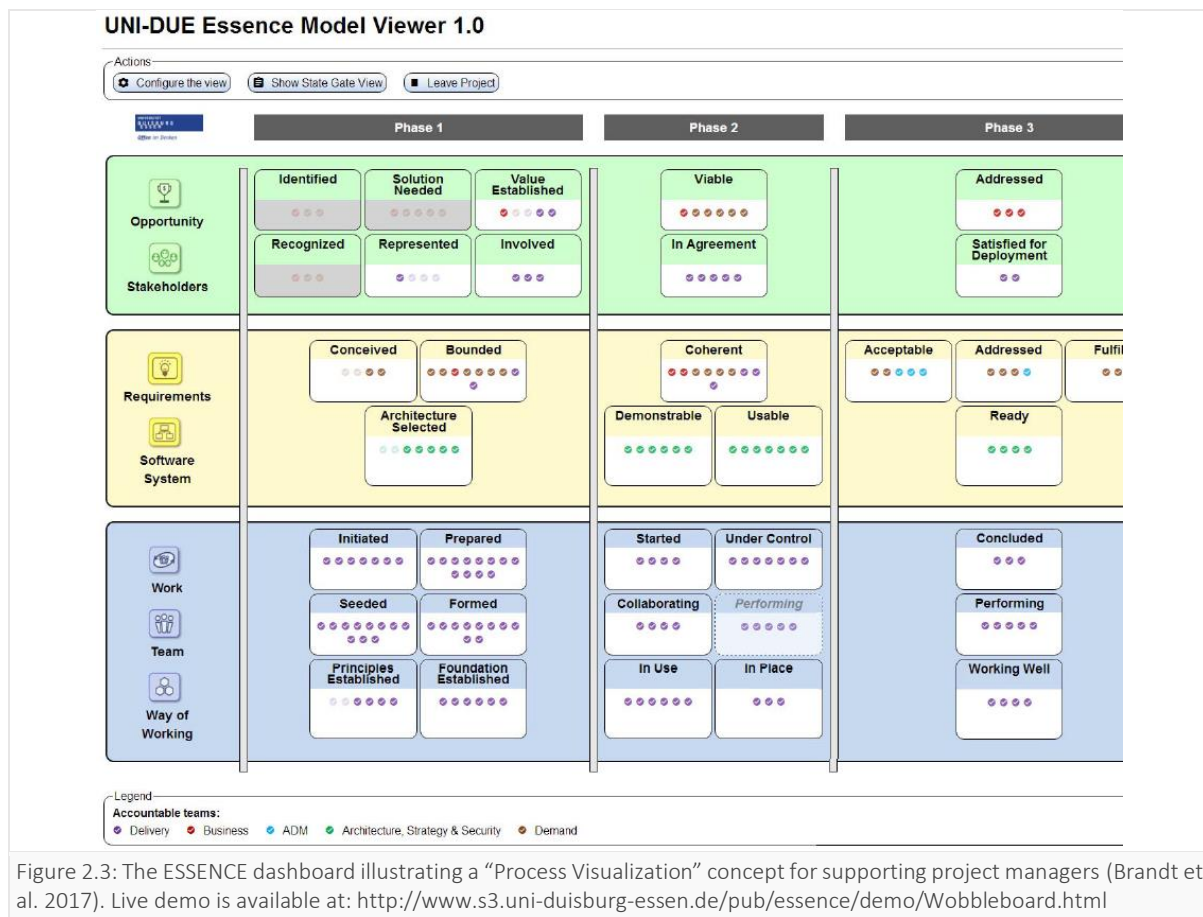 UNI-DUE Essence Model Viewer 1.0
Actions
Configure the view Show State Gate View Leave Project
Phase 1 Phase 2 Phase 3
Opportunity
Identified
Solution
Needed
Value
Established
Viable
Addressed
Stakeholders
Recognized
Represented
Involved
In Agreement
Satisfied for
Deployment
Requirements
Conceived
Bounded
Coherent
Acceptable
Addressed
Fulfil
Software
System
Architecture
Selected
Demonstrable
Usable
Ready
Work
Initiated
Prepared
Started
Under Control
Concluded
Team
Seeded
Formed
Collaborating
Performing
Performing
Way of
Working
Principles
Established
Foundation
Established
In Use
In Place
Working Well
Legend
Accountable teams:
Delivery Business ADM Architecture, Strategy & Security Demand
Figure 2.3: The ESSENCE dashboard illustrating a “Process Visualization” concept for supporting project managers (Brandt et
al. 2017). Live demo is available at: http://www.s3.uni-duisburg-essen.de/pub/essence/demo/Wobbleboard.html